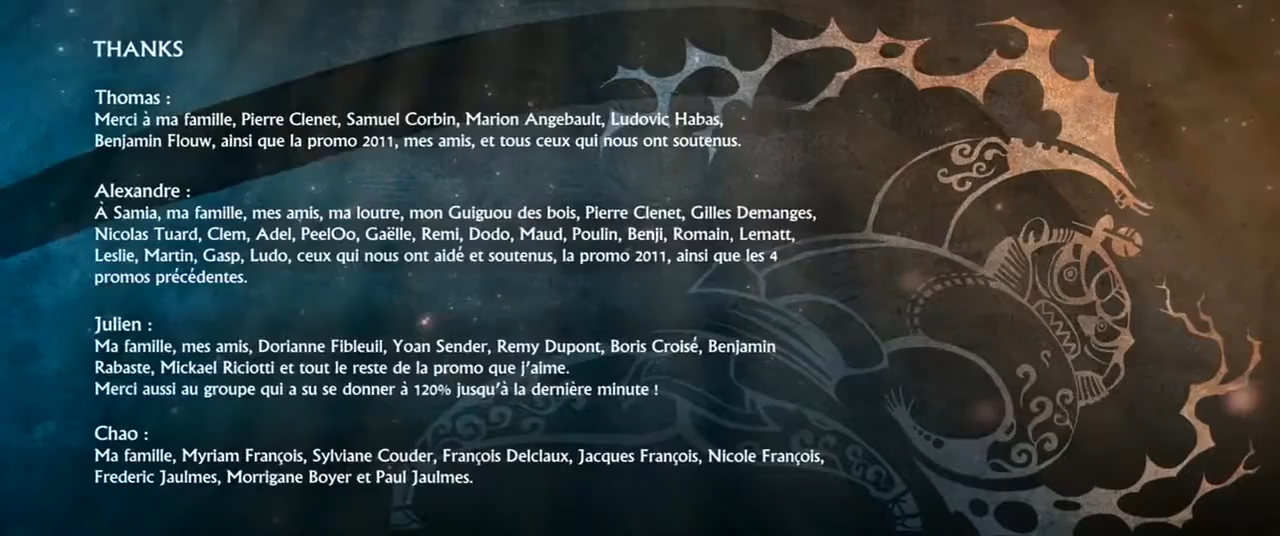 THANKS
Thomas :
Merci à ma famille, Pierre Clenet, Samuel Corbin, Marion Angebault, Ludovic Habas,
Benjamin Flouw, ainsi que la promo 2011, mes amis, et tous ceux qui nous ont soutenus.
Alexandre :
À Samia, ma famille, mes amis, ma loutre, mon Guiguou des bois, Pierre Clenet, Gilles Demanges,
Nicolas Tuard, Clem, Adel, PeelOo, Gaëlle, Remi, Dodo, Maud, Poulin, Benji, Romain, Lematt,
Leslie, Martin, Gasp, Ludo, ceux qui nous ont aidé et soutenus, la promo 2011, ainsi que les 4
promos précédentes.
Julien :
Ma famille, mes amis, Dorianne Fibleuil, Yoan Sender, Remy Dupont, Boris Croisé, Benjamin
Rabaste, Mickael Riciotti et tout le reste de la promo que j'aime.
Merci aussi au groupe qui a su se donner à 120% jusqu'à la dernière minute !
Chao :
Ma famille, Myriam François, Sylviane Couder, François Delclaux, Jacques François, Nicole François,
Frederic Jaulmes, Morrigane Boyer et Paul Jaulmes.